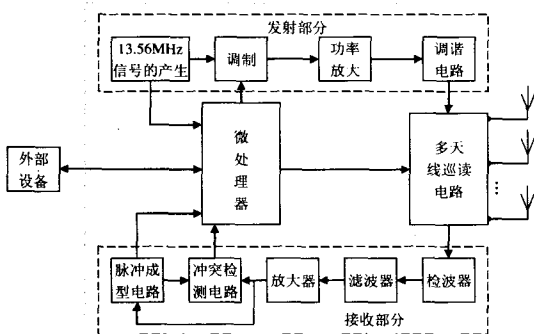 发射部分
13.56MHz
信号的产生
调制
功率
放大
调谐
电路
外部
设备
微
处
理
器
多天
线巡读
电路
⋮
脉冲成
型电路
冲突检
测电路
放大器
滤波器
检波器
接收部分